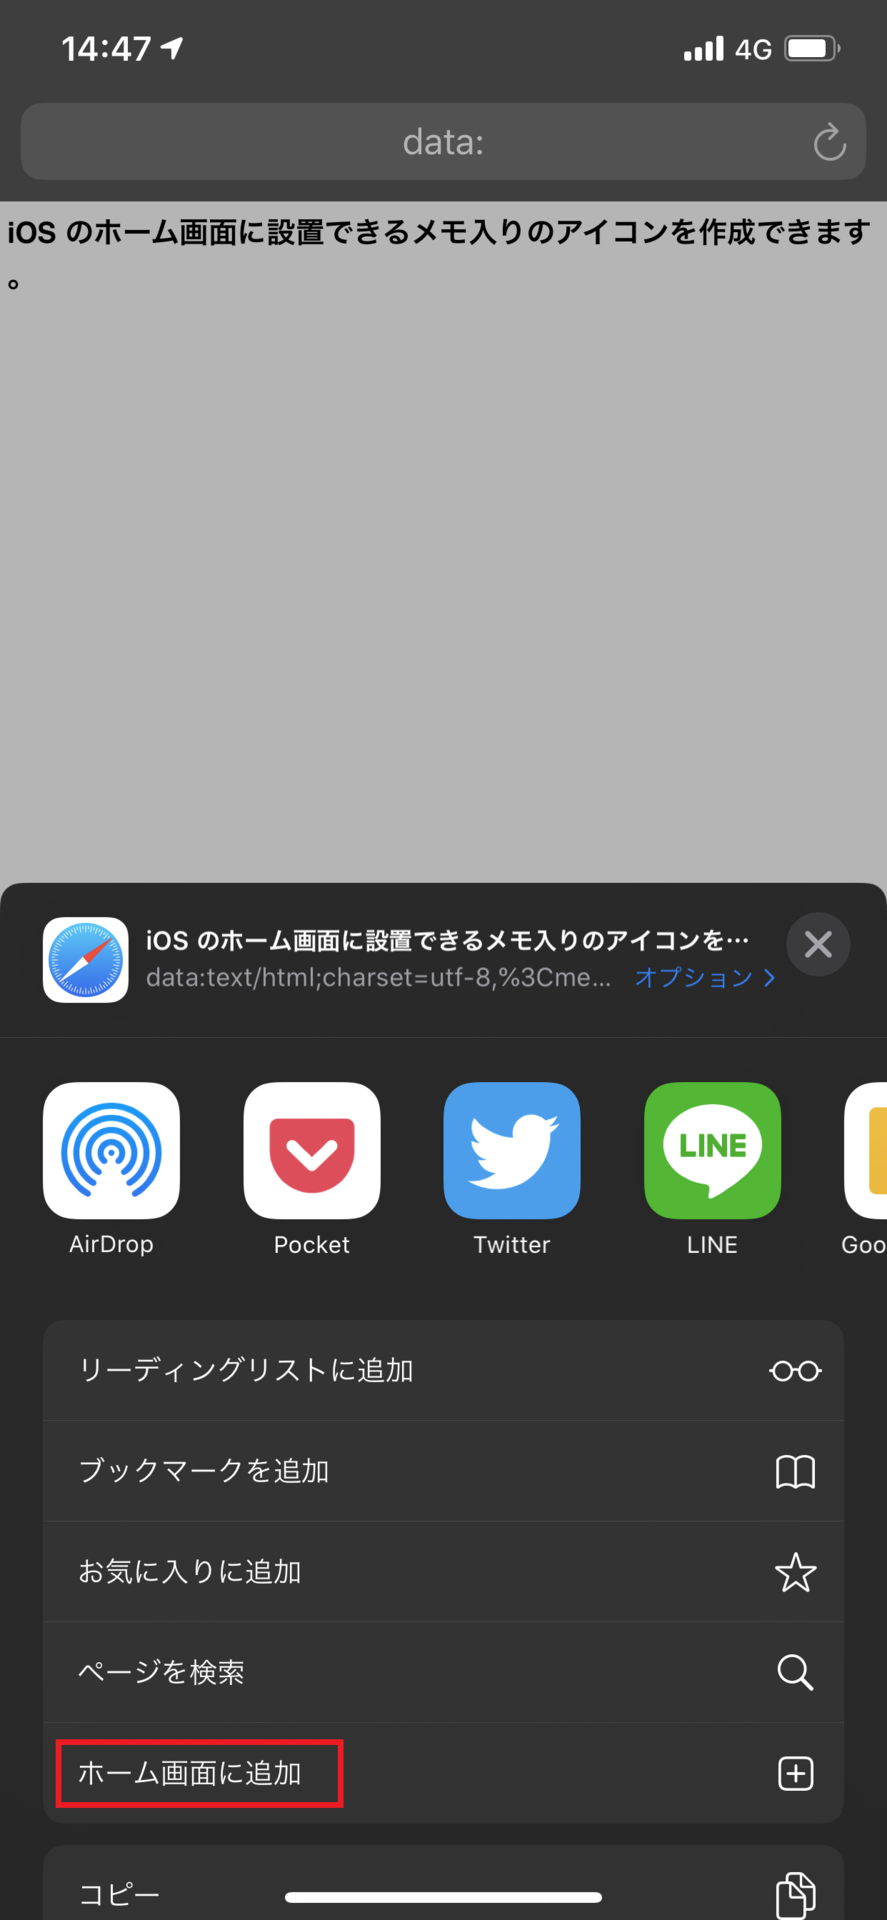 14:47
4G
data:
iOS のホーム画面に設置できるメモ入りのアイコンを作成できます
。
iOS のホーム画面に設置できるメモ入りのアイコンを…
data:text/html;charset=utf-8,%3Cme... オプション
LINE
AirDrop
Pocket
Twitter
LINE
Goo
リーディングリストに追加
ブックマークを追加
お気に入りに追加
ページを検索
ホーム画面に追加
コピー